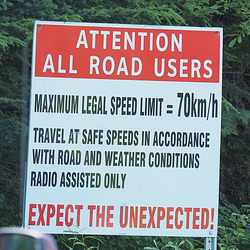 ATTENTION
ALL ROAD USERS
MAXIMUM LEGAL SPEED LIMIT = 70km/h
TRAVEL AT SAFE SPEEDS IN ACCORDANCE
WITH ROAD AND WEATHER CONDITIONS
RADIO ASSISTED ONLY
EXPECT THE UNEXPECTED!